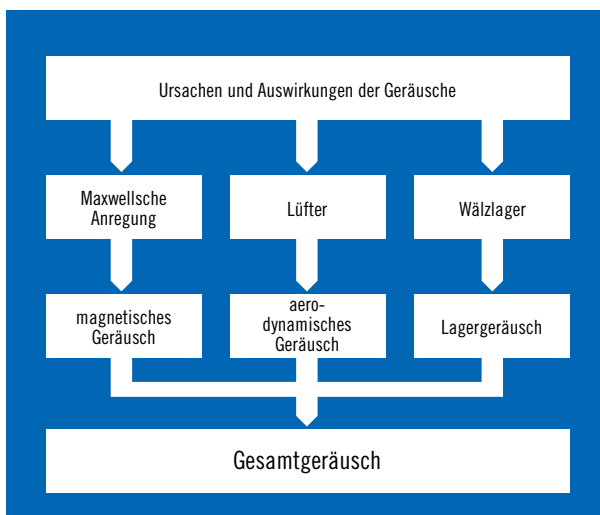 Ursachen und Auswirkungen der Geräusche
Maxwellsche
Anregung
Lüfter
Wälzlager
magnetisches
Geräusch
aero-
dynamisches
Geräusch
Lagergeräusch
Gesamtgeräusch